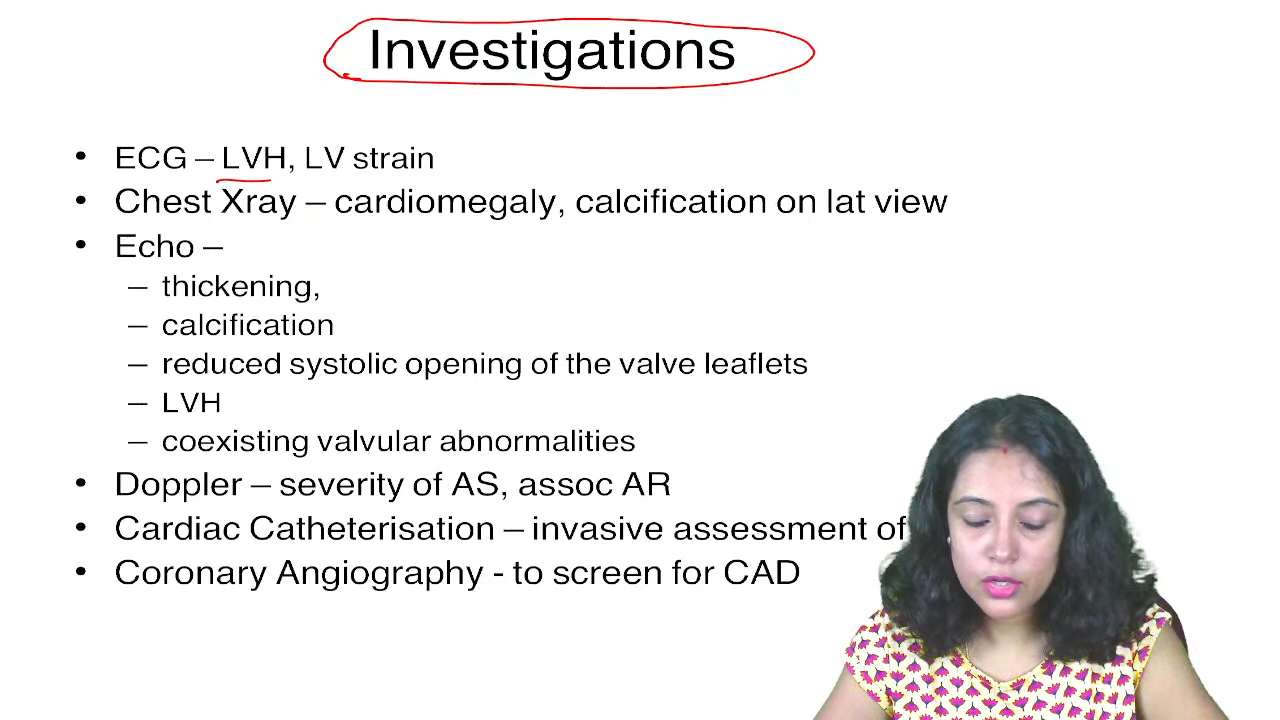 Investigations
• ECG – LVH, LV strain
• Chest Xray – cardiomegaly, calcification on lat view
• Echo –
– thickening,
– calcification
– reduced systolic opening of the valve leaflets
– LVH
– coexisting valvular abnormalities
• Doppler – severity of AS, assoc AR
• Cardiac Catheterisation – invasive assessment of
• Coronary Angiography - to screen for CAD